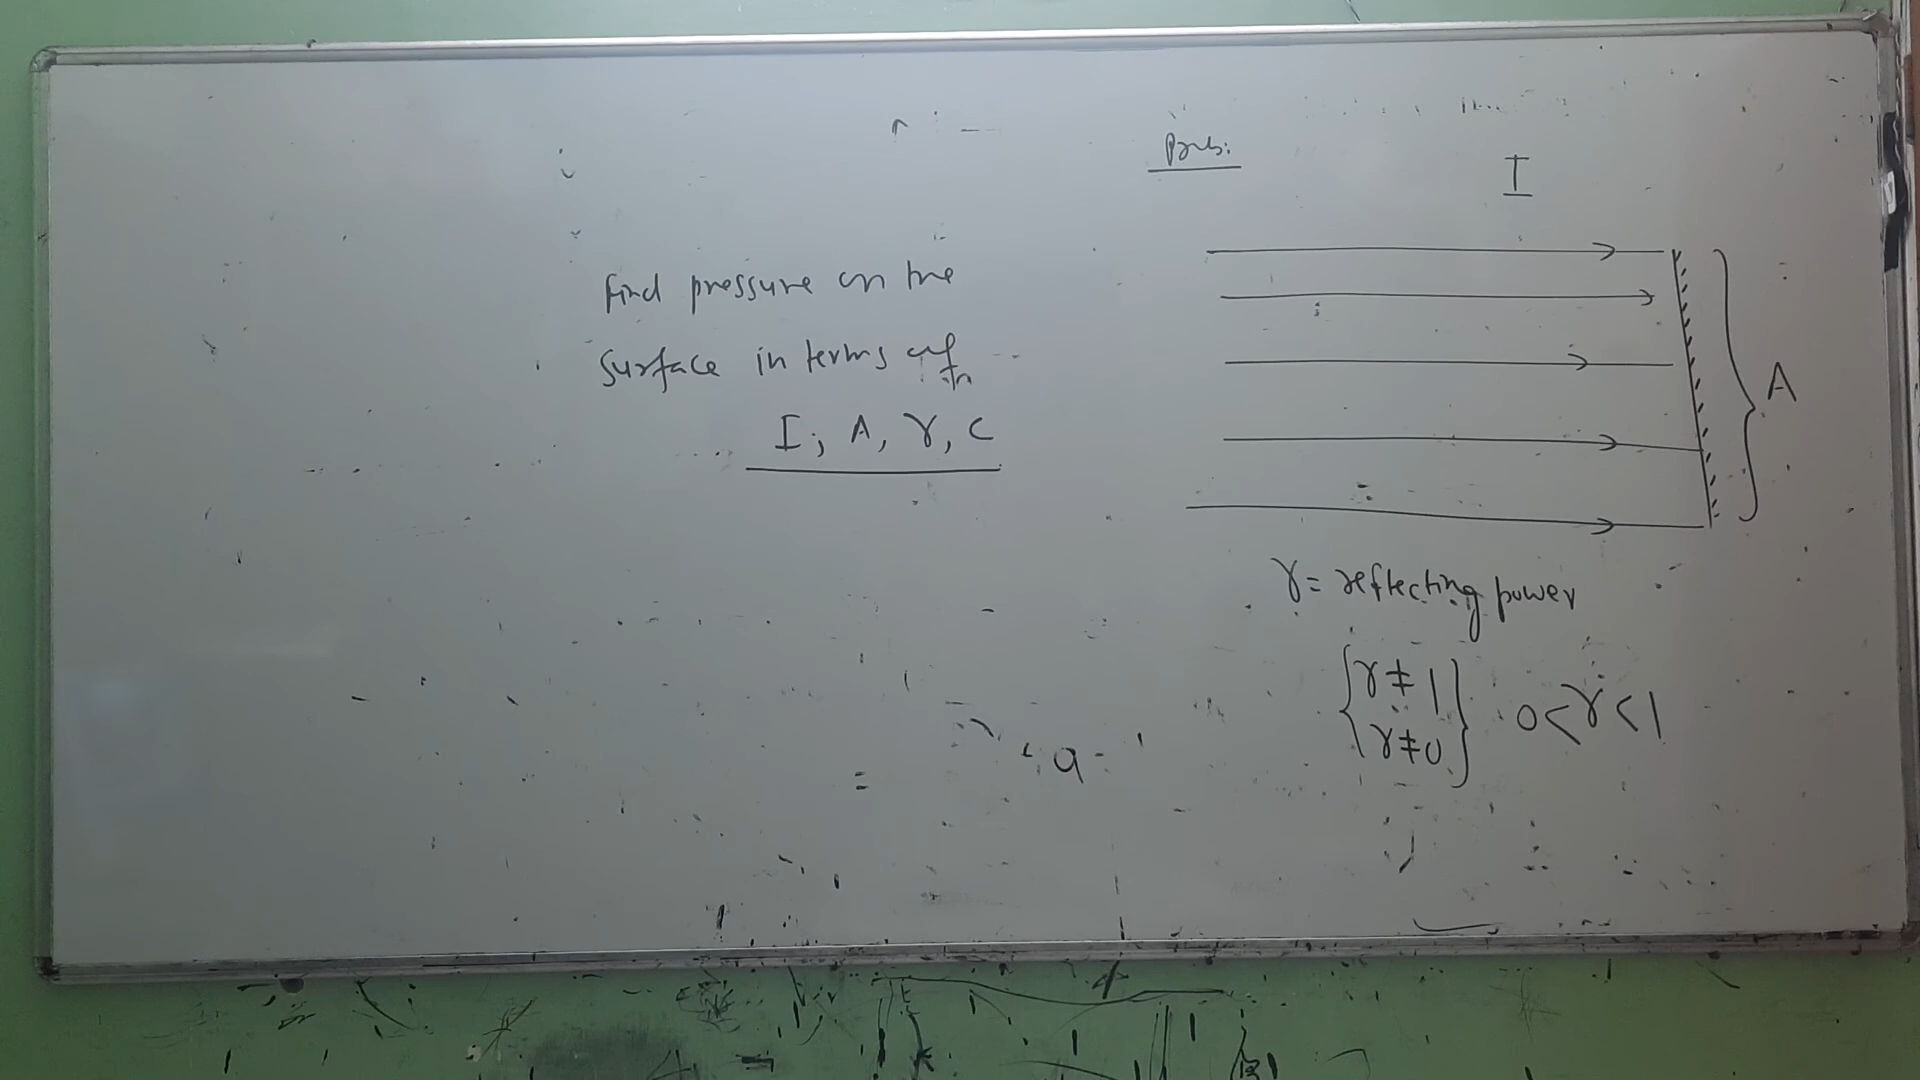 Prob:
I
find pressure on the
surface in terms of
I, A, r, c
A
r = reflecting power
r ≠ 1
r ≠ 0
0 < r < 1